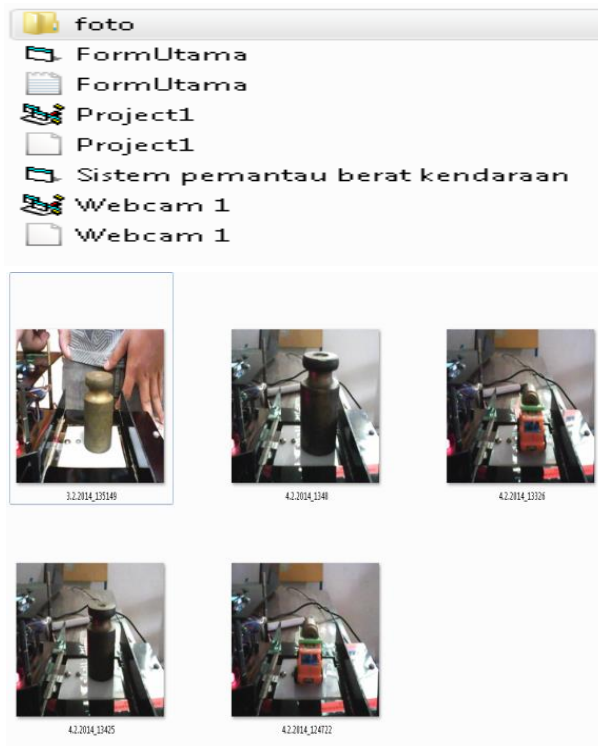 foto
FormUtama
FormUtama
Project1
Project1
Sistem pemantau berat kendaraan
Webcam 1
Webcam 1
3.2.2014_135149
4.2.2014_1340
4.2.2014_13326
4.2.2014_13425
4.2.2014_124722